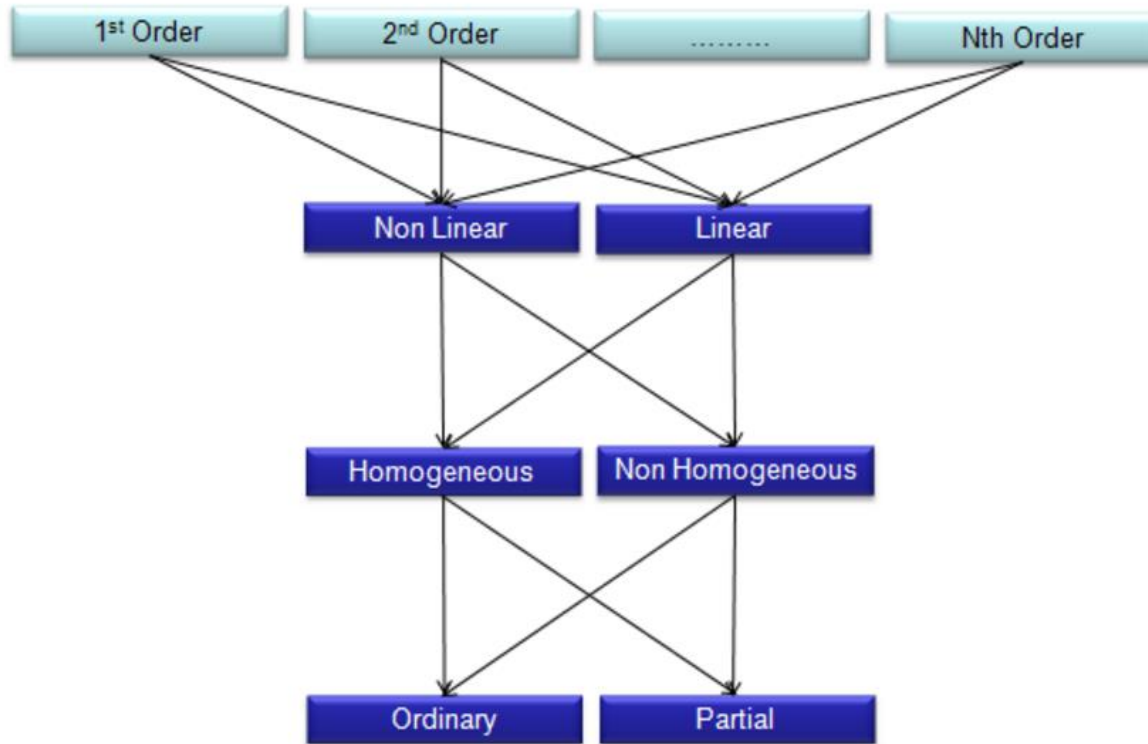 1st Order
2nd Order
.........
Nth Order
Non Linear
Linear
Homogeneous
Non Homogeneous
Ordinary
Partial